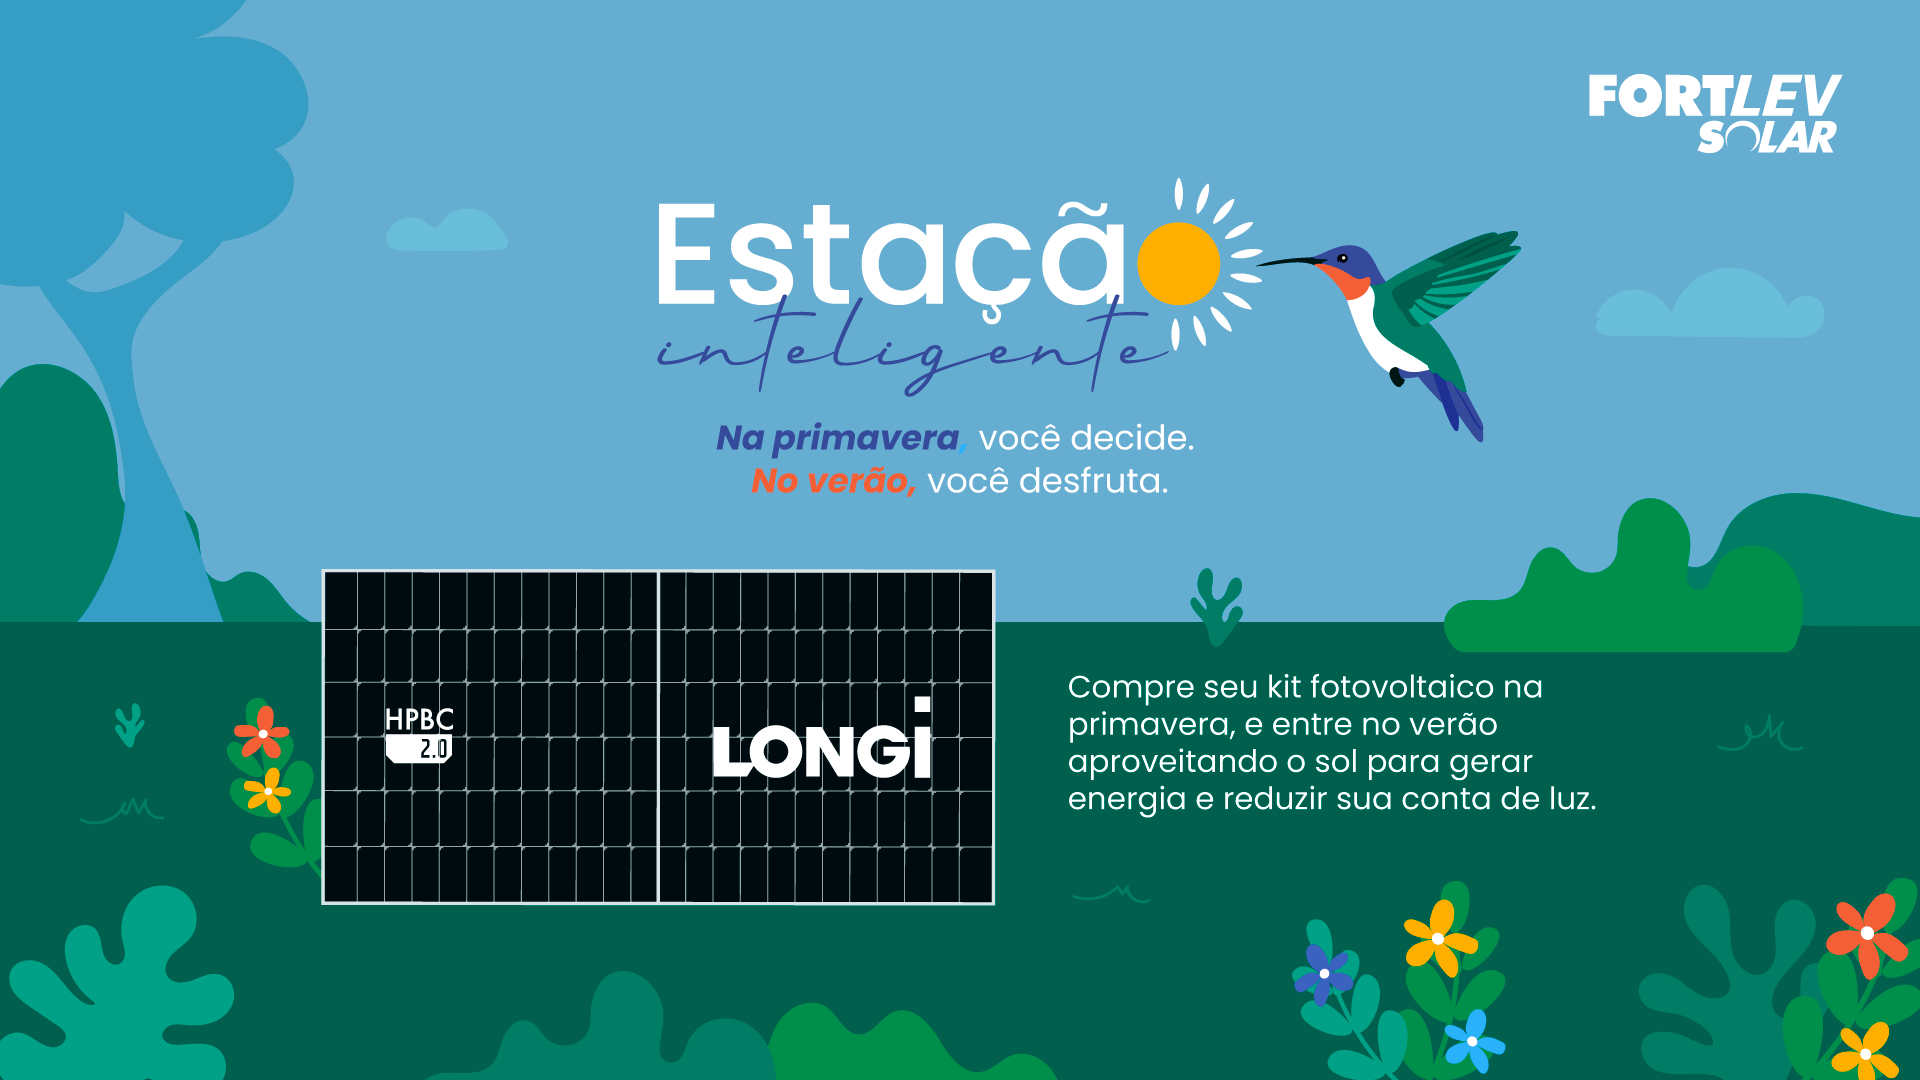 FORTLEV
SOLAR
Estação
inteligente
Na primavera, você decide.
No verão, você desfruta.
HPBC
2.0
LONGi
Compre seu kit fotovoltaico na
primavera, e entre no verão
aproveitando o sol para gerar
energia e reduzir sua conta de luz.